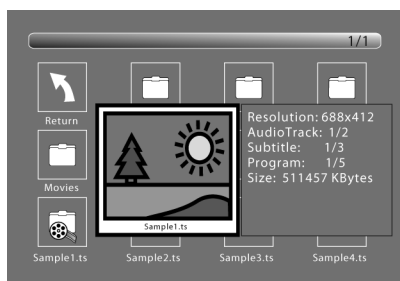 1/1
Return
Movies
Resolution: 688x412
AudioTrack: 1/2
Subtitle: 1/3
Program: 1/5
Size: 511457 KBytes
Sample1.ts
Sample1.ts
Sample2.ts
Sample3.ts
Sample4.ts